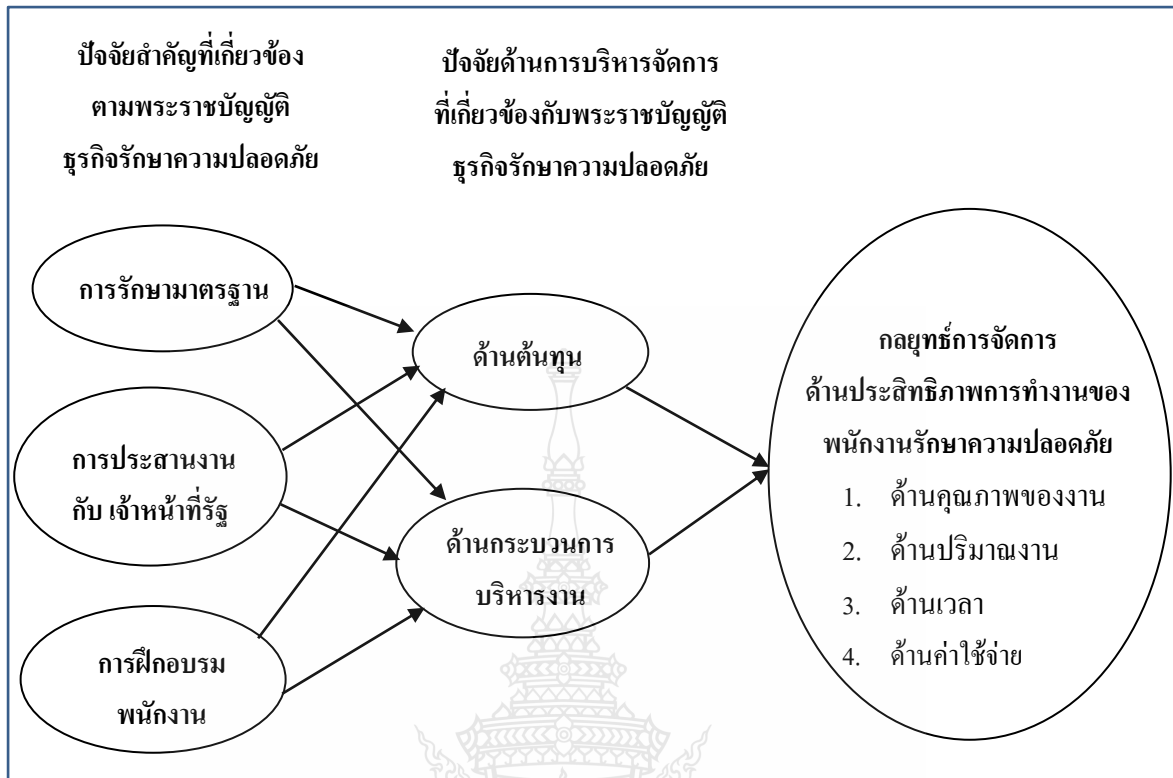 ปัจจัยสำคัญที่เกี่ยวข้อง
ตามพระราชบัญญัติ
ธุรกิจรักษาความปลอดภัย
ปัจจัยด้านการบริหารจัดการ
ที่เกี่ยวข้องกับพระราชบัญญัติ
ธุรกิจรักษาความปลอดภัย
การรักษามาตรฐาน
การประสานงาน
กับ เจ้าหน้าที่รัฐ
การฝึกอบรม
พนักงาน
ด้านต้นทุน
ด้านกระบวนการ
บริหารงาน
กลยุทธ์การจัดการ
ด้านประสิทธิภาพการทำงานของ
พนักงานรักษาความปลอดภัย
1. ด้านคุณภาพของงาน
2. ด้านปริมาณงาน
3. ด้านเวลา
4. ด้านค่าใช้จ่าย